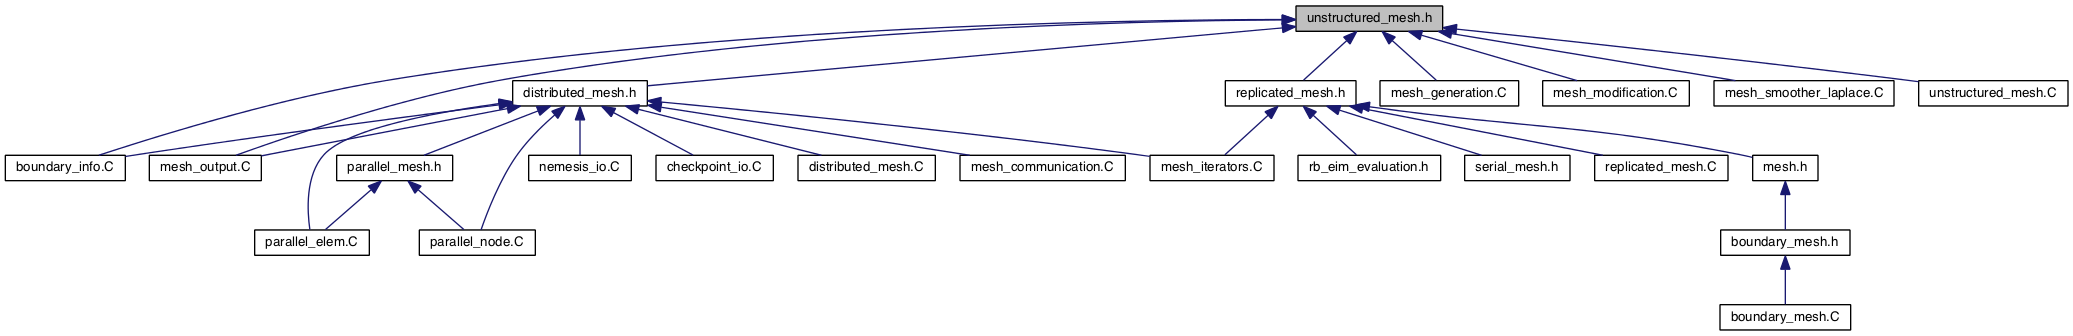 unstructured_mesh.h
distributed_mesh.h
replicated_mesh.h
mesh_generation.C
mesh_modification.C
mesh_smoother_laplace.C
unstructured_mesh.C
boundary_info.C
mesh_output.C
parallel_mesh.h
nemesis_io.C
checkpoint_io.C
distributed_mesh.C
mesh_communication.C
mesh_iterators.C
rb_eim_evaluation.h
serial_mesh.h
replicated_mesh.C
mesh.h
parallel_elem.C
parallel_node.C
boundary_mesh.h
boundary_mesh.C